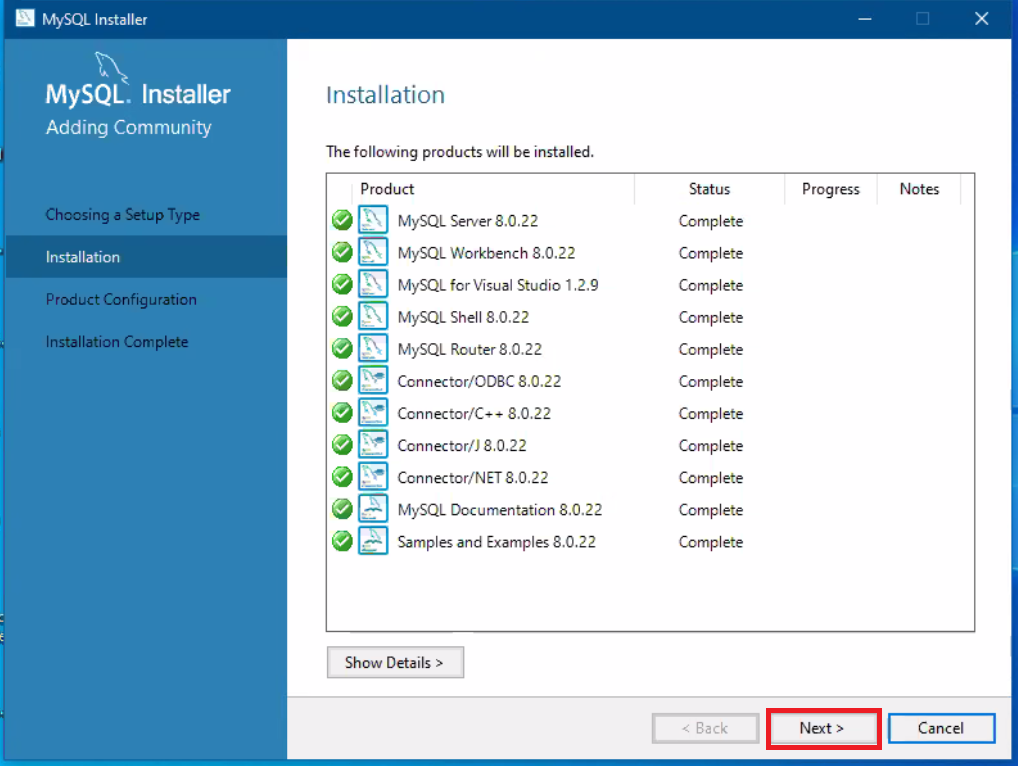 MySQL Installer
MySQL. Installer
Adding Community
Choosing a Setup Type
Installation
Product Configuration
Installation Complete
Installation
The following products will be installed.
Product Status Progress Notes
MySQL Server 8.0.22 Complete
MySQL Workbench 8.0.22 Complete
MySQL for Visual Studio 1.2.9 Complete
MySQL Shell 8.0.22 Complete
MySQL Router 8.0.22 Complete
Connector/ODBC 8.0.22 Complete
Connector/C++ 8.0.22 Complete
Connector/J 8.0.22 Complete
Connector/NET 8.0.22 Complete
MySQL Documentation 8.0.22 Complete
Samples and Examples 8.0.22 Complete
Show Details >
< Back Next > Cancel